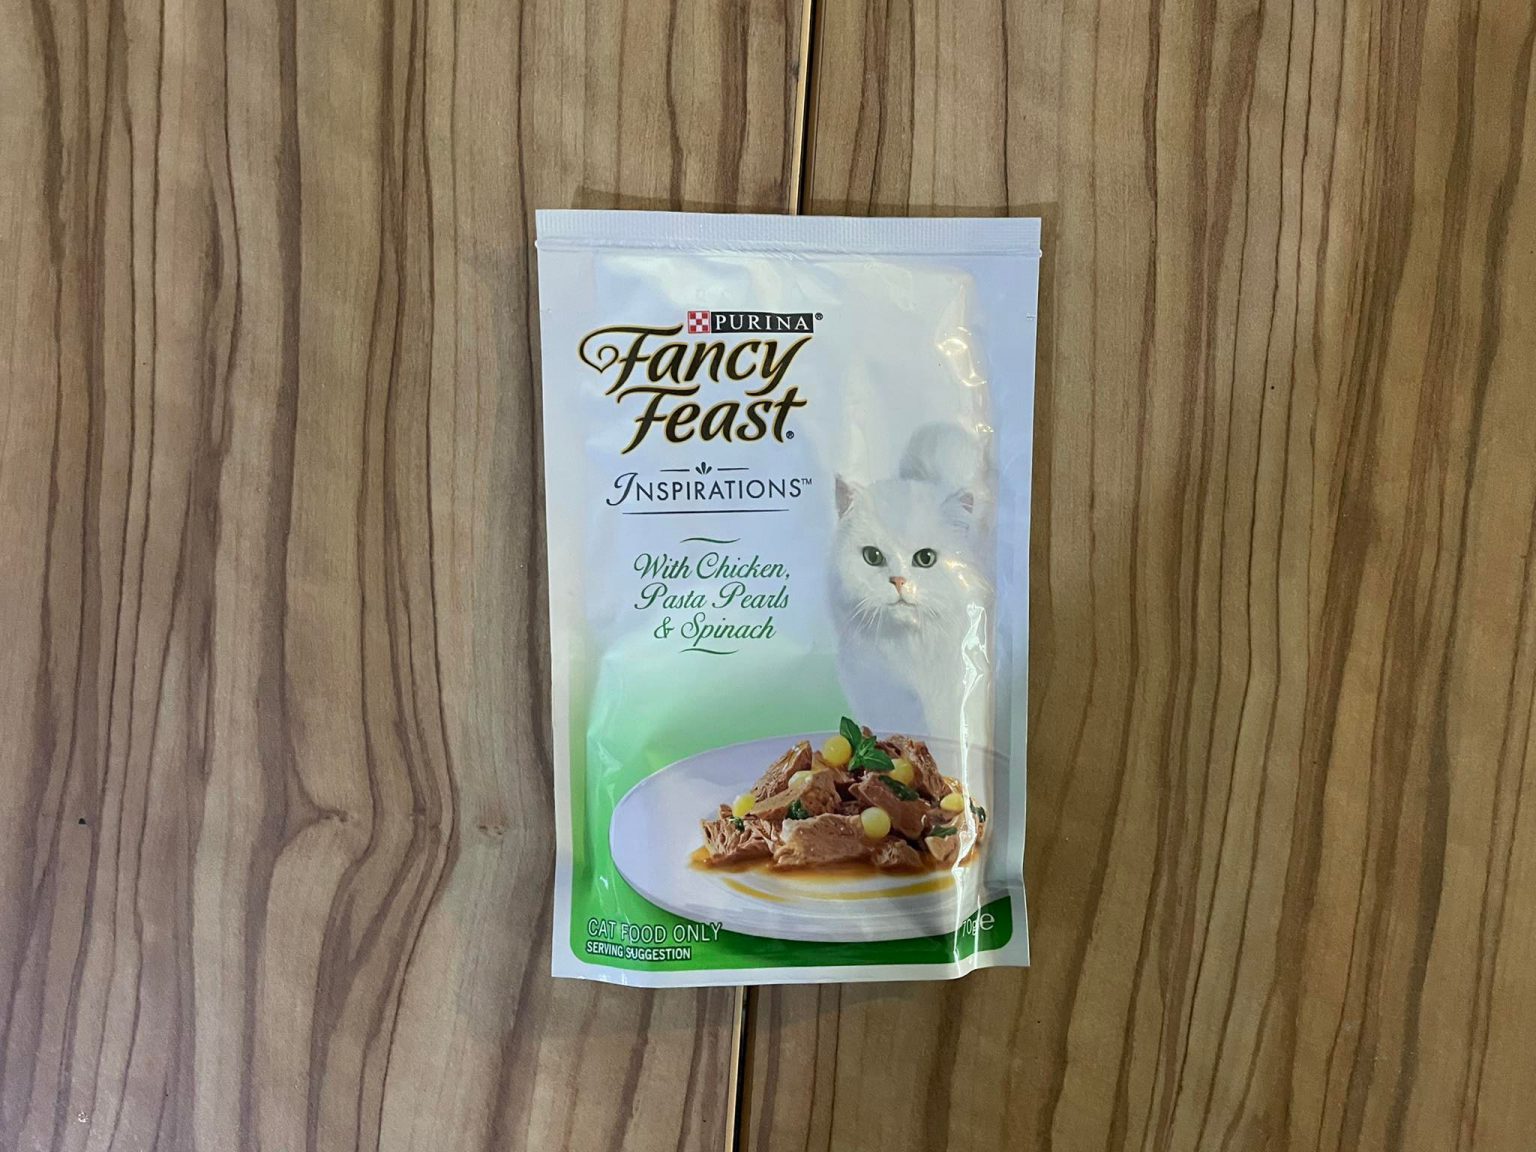 PURINA®
Fancy
Feast®
INSPIRATIONS™
With Chicken,
Pasta Pearls
& Spinach
CAT FOOD ONLY
SERVING SUGGESTION
70g e